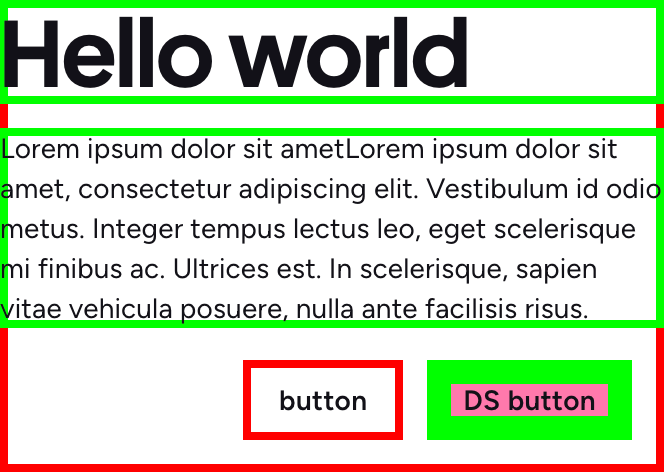 Hello world
Lorem ipsum dolor sit ametLorem ipsum dolor sit
amet, consectetur adipiscing elit. Vestibulum id odio
metus. Integer tempus lectus leo, eget scelerisque
mi finibus ac. Ultrices est. In scelerisque, sapien
vitae vehicula posuere, nulla ante facilisis risus.
button
DS button